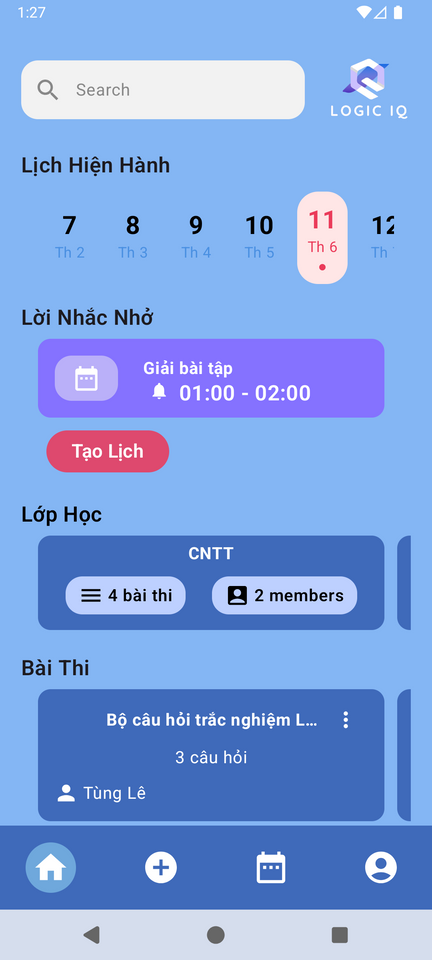 1:27
Search
LOGIC IQ
Lịch Hiện Hành
7 8 9 10 11 12
Th 2 Th 3 Th 4 Th 5 Th 6 Th
Lời Nhắc Nhở
Giải bài tập
01:00 - 02:00
Tạo Lịch
Lớp Học
CNTT
4 bài thi 2 members
Bài Thi
Bộ câu hỏi trắc nghiệm L...
3 câu hỏi
Tùng Lê